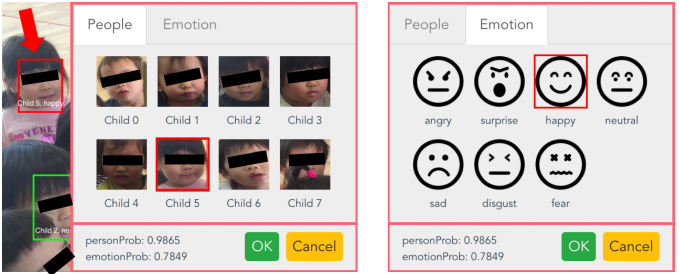 People Emotion
Child 5, happy
Child 0 Child 1 Child 2 Child 3
Child 4 Child 5 Child 6 Child 7
Child 2,
personProb: 0.9865
emotionProb: 0.7849
OK Cancel
People Emotion
angry surprise happy neutral
sad disgust fear
personProb: 0.9865
emotionProb: 0.7849
OK Cancel